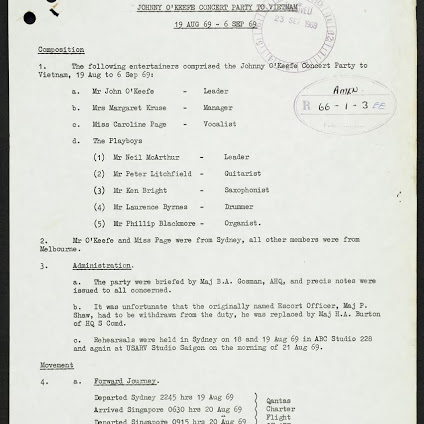 JOHNNY O'KEEFE CONCERT PARTY TO VIETNAM
19 AUG 69 - 6 SEP 69
23 SEP 1969
Composition
1. The following entertainers comprised the Johnny O'Keefe Concert Party to
Vietnam, 19 Aug to 6 Sep 69:
a. Mr John O'Keefe - Leader
b. Mrs Margaret Kruse - Manager
c. Miss Caroline Page - Vocalist
d. The Playboys
(1) Mr Neil McArthur - Leader
(2) Mr Peter Litchfield - Guitarist
(3) Mr Ken Bright - Saxophonist
(4) Mr Laurence Byrnes - Drummer
(5) Mr Phillip Blackmore - Organist.
R 66-1-3
2. Mr O'Keefe and Miss Page were from Sydney, all other members were from
Melbourne.
3. Administration.
a. The party were briefed by Maj B.A. Gosman, AHQ, and precis notes were
issued to all concerned.
b. It was unfortunate that the originally named Escort Officer, Maj P.
Shaw, had to be withdrawn from the duty, he was replaced by Maj H.A. Burton
of HQ S Comd.
c. Rehearsals were held in Sydney on 18 and 19 Aug 69 in ABC Studio 228
and again at USARV Studio Saigon on the morning of 21 Aug 69.
Movement
4. a. Forward Journey.
Departed Sydney 2245 hrs 19 Aug 69
Arrived Singapore 0630 hrs 20 Aug 69
Departed Singapore 0915 hrs 20 Aug 69
Qantas
Charter
Flight